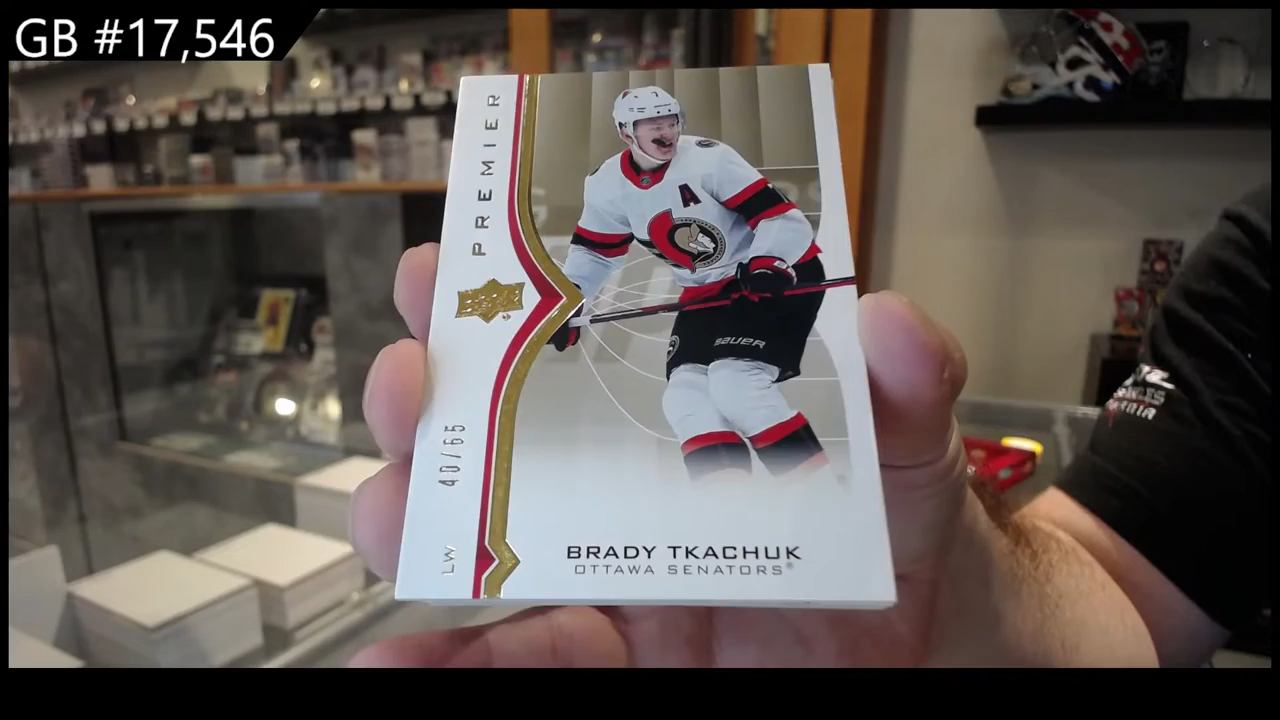 GB #17,546
PREMIER
A
BAUER
40/65
LW
BRADY TKACHUK
OTTAWA SENATORS®